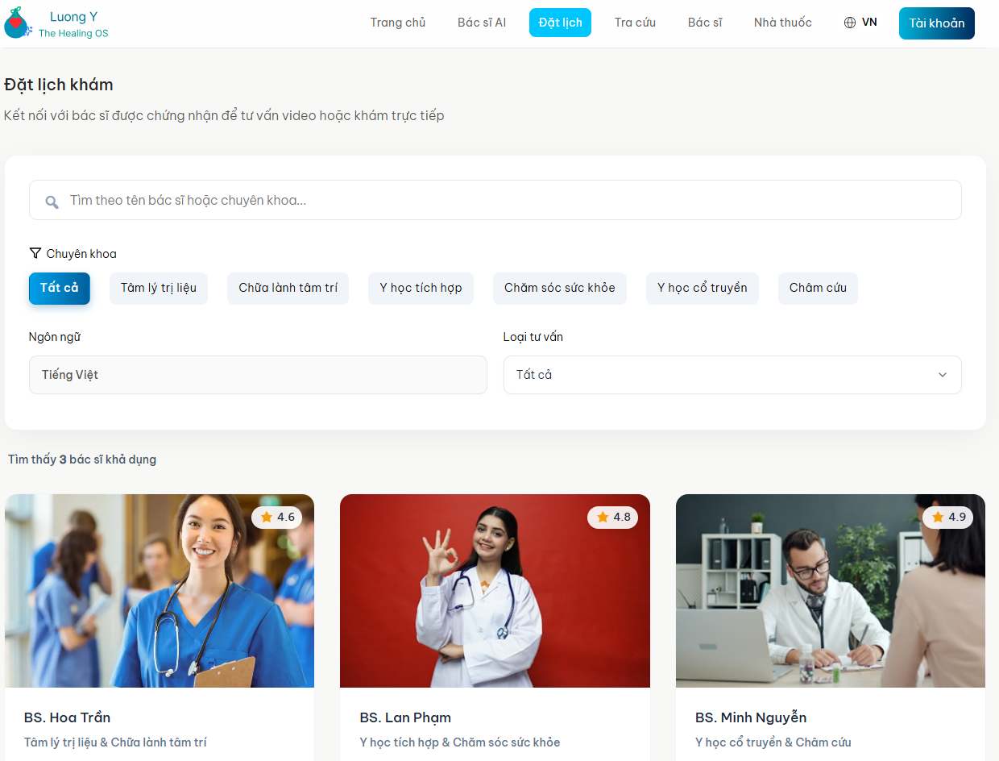 Luong Y
The Healing OS
Trang chủ
Bác sĩ AI
Đặt lịch
Tra cứu
Bác sĩ
Nhà thuốc
VN
Tài khoản
Đặt lịch khám
Kết nối với bác sĩ được chứng nhận để tư vấn video hoặc khám trực tiếp
Tìm theo tên bác sĩ hoặc chuyên khoa...
Chuyên khoa
Tất cả
Tâm lý trị liệu
Chữa lành tâm trí
Y học tích hợp
Chăm sóc sức khỏe
Y học cổ truyền
Châm cứu
Ngôn ngữ
Loại tư vấn
Tiếng Việt
Tất cả
Tìm thấy 3 bác sĩ khả dụng
4.6
4.8
4.9
BS. Hoa Trần
Tâm lý trị liệu & Chữa lành tâm trí
BS. Lan Phạm
Y học tích hợp & Chăm sóc sức khỏe
BS. Minh Nguyễn
Y học cổ truyền & Châm cứu